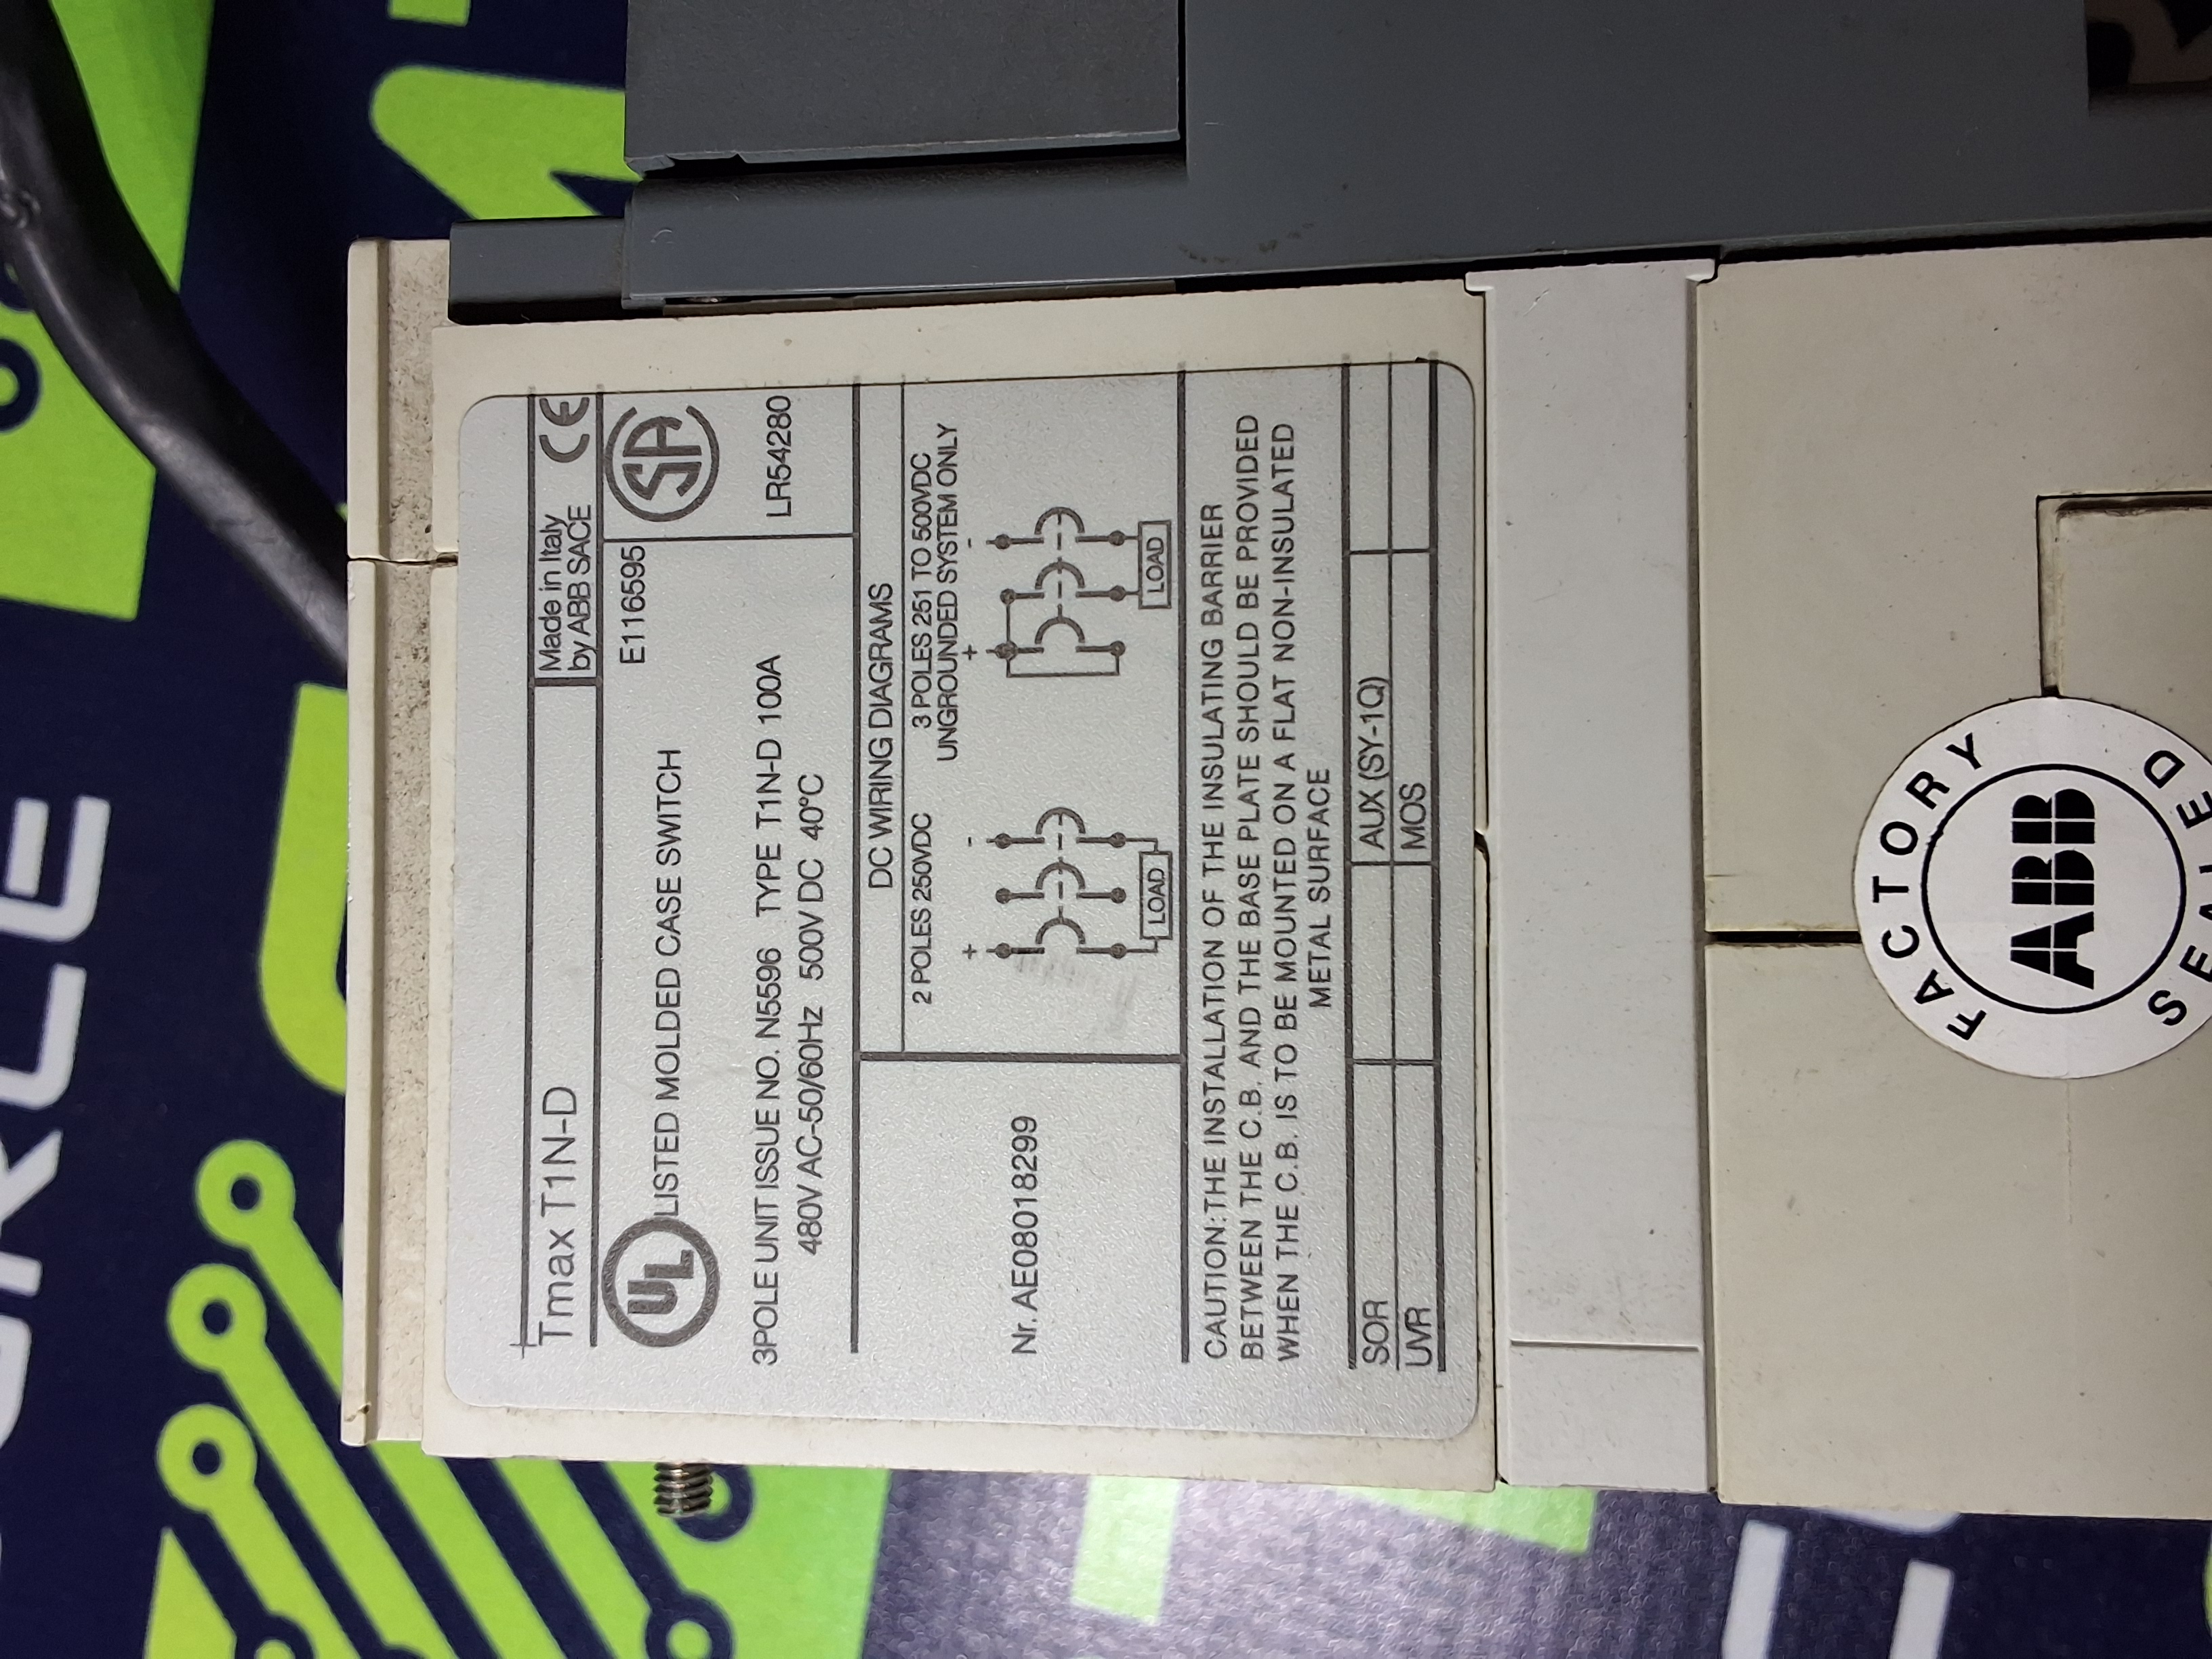 Tmax T1N-D
Made in Italy
by ABB SACE
CE
UL LISTED MOLDED CASE SWITCH
E116595
SA
3POLE UNIT ISSUE NO. N5596 TYPE T1N-D 100A
480V AC-50/60Hz 500V DC 40°C
LR54280
Nr. AE08018299
DC WIRING DIAGRAMS
2 POLES 250VDC
+ -
LOAD
3 POLES 251 TO 500VDC
UNGROUNDED SYSTEM ONLY
+ -
LOAD
CAUTION: THE INSTALLATION OF THE INSULATING BARRIER
BETWEEN THE C.B. AND THE BASE PLATE SHOULD BE PROVIDED
WHEN THE C.B. IS TO BE MOUNTED ON A FLAT NON-INSULATED
METAL SURFACE
SOR
AUX (SY-1Q)
UVR
MOS
FACTORY
ABB
SEALED